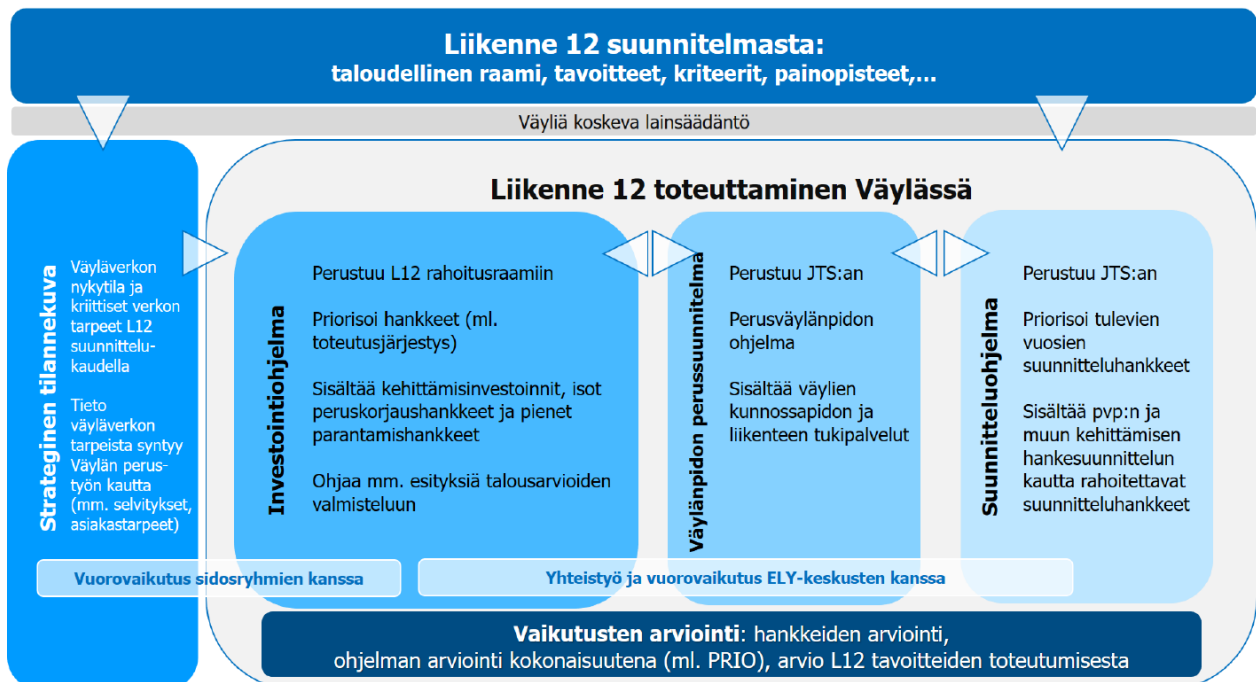 Liikenne 12 suunnitelmasta:
taloudellinen raami, tavoitteet, kriteerit, painopisteet,...
Väyliä koskeva lainsäädäntö
Strateginen tilannekuva
Väyläverkon
nykytila ja
kriittiset verkon
tarpeet L12
suunnittelu-
kaudella
Tieto
väyläverkon
tarpeista syntyy
Väylän perus-
työn kautta
(mm. selvitykset,
asiakastarpeet)
Liikenne 12 toteuttaminen Väylässä
Investointiohjelma
Perustuu L12 rahoitusraamiin
Priorisoi hankkeet (ml.
toteutusjärjestys)
Sisältää kehittämisinvestoinnit, isot
peruskorjaushankkeet ja pienet
parantamishankkeet
Ohjaa mm. esityksiä talousarvioiden
valmisteluun
Väylänpidon perussuunnitelma
Perustuu JTS:an
Perusväylänpidon
ohjelma
Sisältää väylien
kunnossapidon ja
liikenteen tukipalvelut
Suunnitteluohjelma
Perustuu JTS:an
Priorisoi tulevien
vuosien
suunnitteluhankkeet
Sisältää pvp:n ja
muun kehittämisen
hankesuunnittelun
kautta rahoitettavat
suunnitteluhankkeet
Vuorovaikutus sidosryhmien kanssa
Yhteistyö ja vuorovaikutus ELY-keskusten kanssa
Vaikutusten arviointi: hankkeiden arviointi,
ohjelman arviointi kokonaisuutena (ml. PRIO), arvio L12 tavoitteiden toteutumisesta